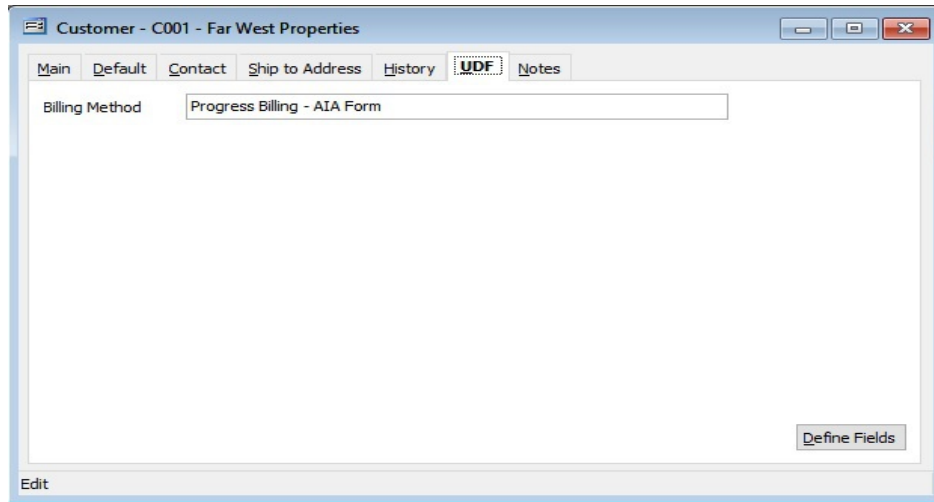 Customer - C001 - Far West Properties
Main Default Contact Ship to Address History UDF Notes
Billing Method Progress Billing - AIA Form
Define Fields
Edit